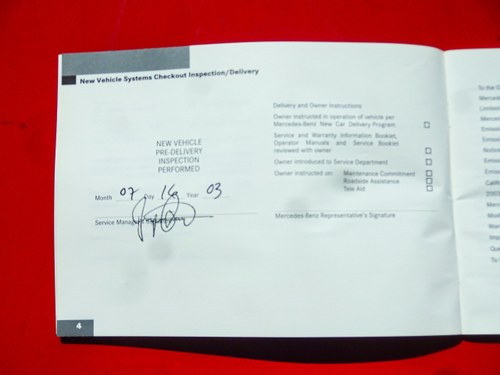 New Vehicle Systems Checkout Inspection/Delivery
NEW VEHICLE
PRE-DELIVERY
INSPECTION
PERFORMED
Month 07 Day 16 Year 03
Service Manager
4
Delivery and Owner Instructions
Owner instructed in operation of vehicle per
Mercedes-Benz New Car Delivery Program
Service and Warranty Information Booklet,
Operator Manuals and Service Booklet
reviewed with owner
Owner introduced to Service Department
Owner instructed on: Maintenance Commitment
Roadside Assistance
Tele Aid
Mercedes-Benz Representative's Signature
To the